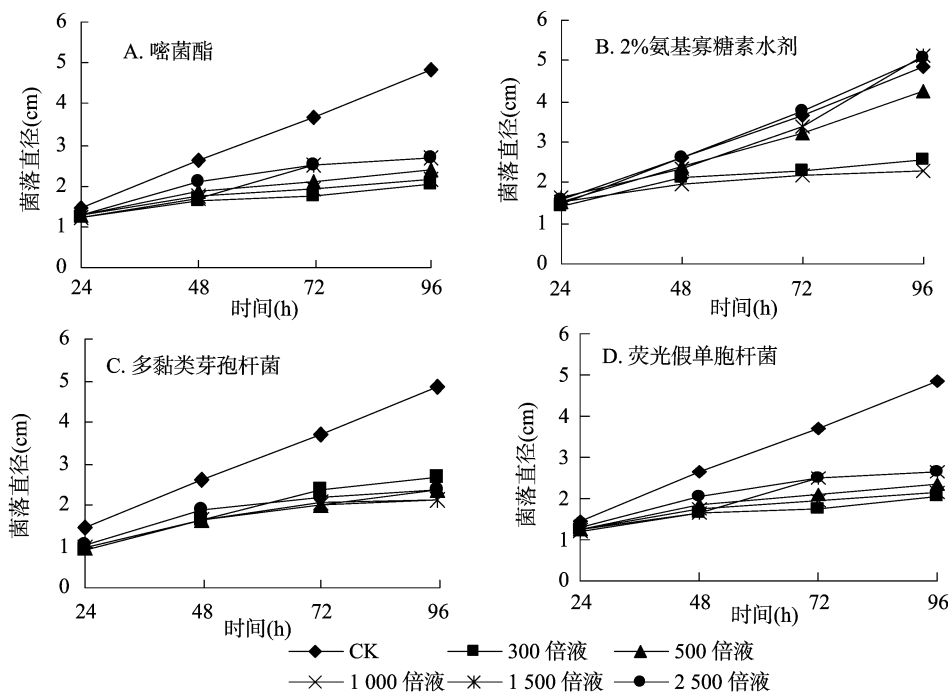 A. 嘧菌酯
菌落直径(cm)
6
5
4
3
2
1
0
24 48 72 96
时间(h)
B. 2%氨基寡糖素水剂
菌落直径(cm)
6
5
4
3
2
1
0
24 48 72 96
时间(h)
C. 多黏类芽孢杆菌
菌落直径(cm)
6
5
4
3
2
1
0
24 48 72 96
时间(h)
D. 荧光假单胞杆菌
菌落直径(cm)
6
5
4
3
2
1
0
24 48 72 96
时间(h)
CK 300 倍液 500 倍液
1 000 倍液 1 500 倍液 2 500 倍液